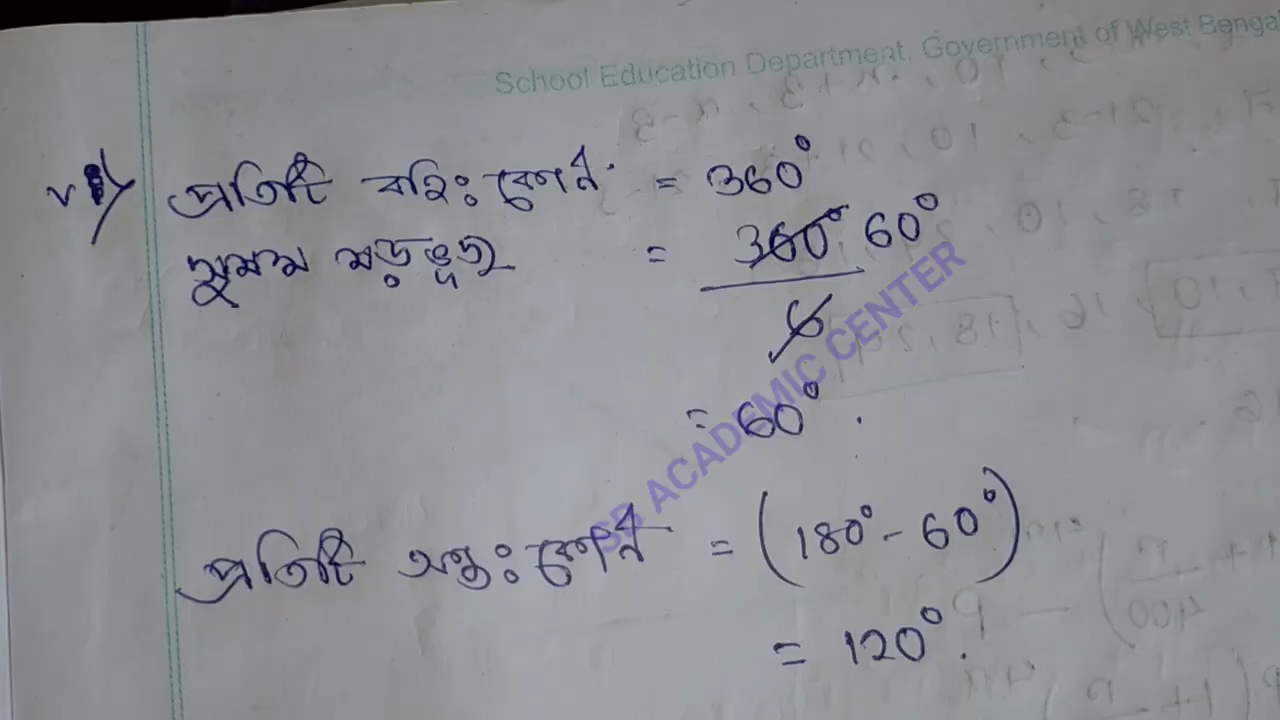 School Education Department, Government of West Benga
v) প্রতিটি বহিঃকোণ = 360°
সুষম ষড়ভুজ = 360° 60°
6
= 60°.
SB ACADEMIC CENTER
প্রতিটি অন্তঃকোণ = (180° - 60°)
= 120°.